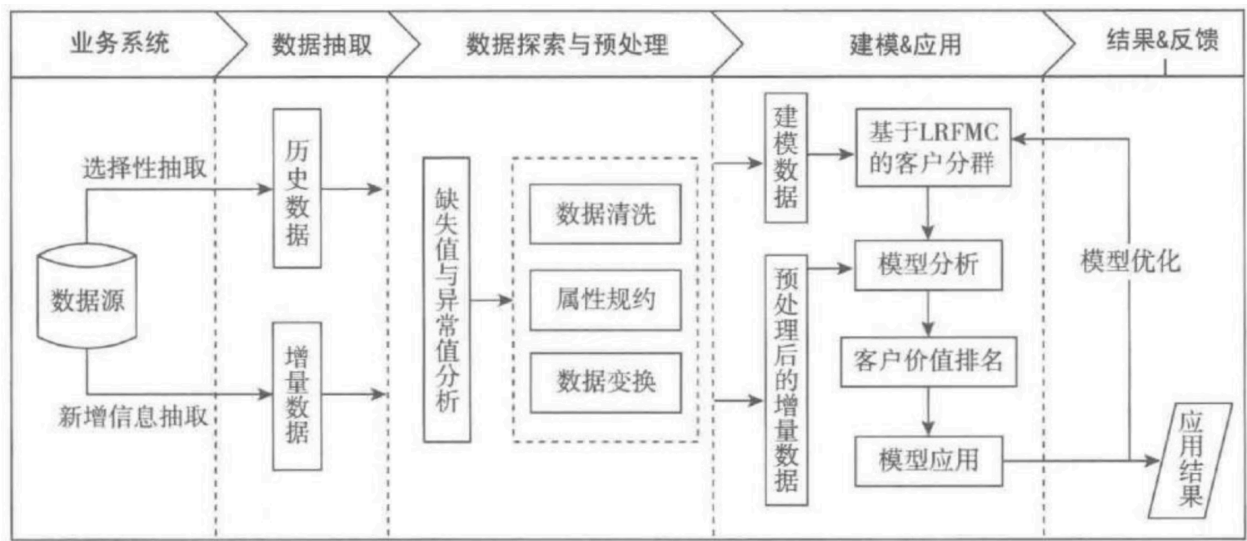 业务系统
数据抽取
数据探索与预处理
建模&应用
结果&反馈
选择性抽取
数据源
新增信息抽取
历史数据
增量数据
缺失值与异常值分析
数据清洗
属性规约
数据变换
建模数据
预处理后的增量数据
基于LRFMC
的客户分群
模型分析
客户价值排名
模型应用
模型优化
应用结果